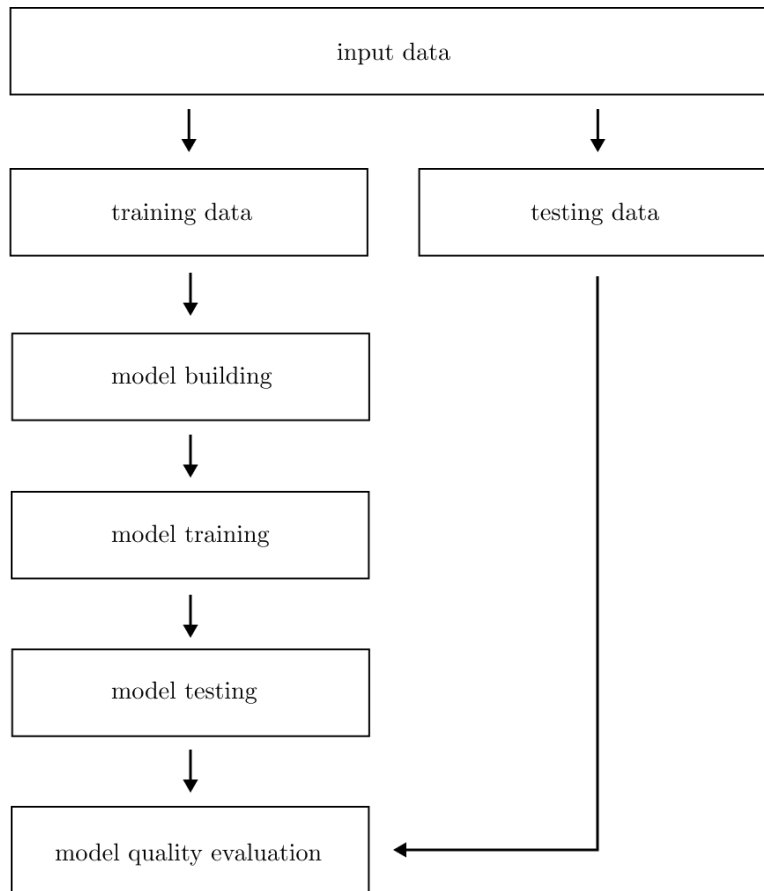 input data
training data
testing data
model building
model training
model testing
model quality evaluation